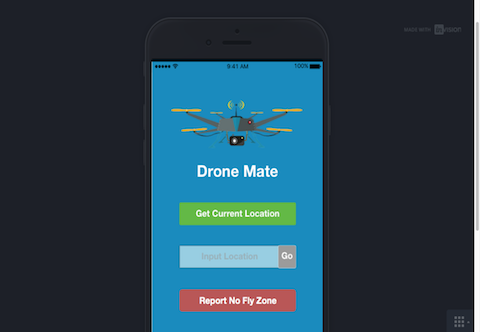 MADE WITH INVISION
9:41 AM 100%
Drone Mate
Get Current Location
Input Location Go
Report No Fly Zone